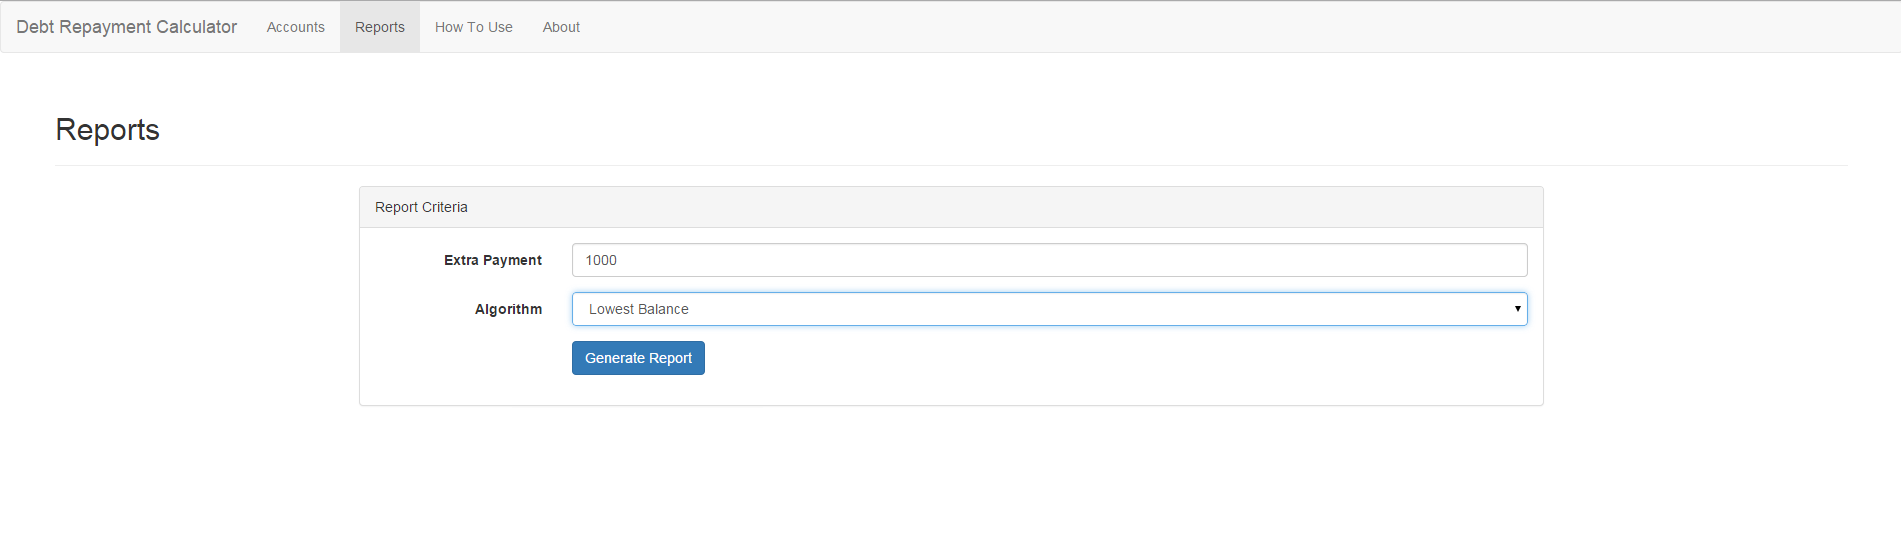 Debt Repayment Calculator Accounts Reports How To Use About
Reports
Report Criteria
Extra Payment 1000
Algorithm Lowest Balance
Generate Report